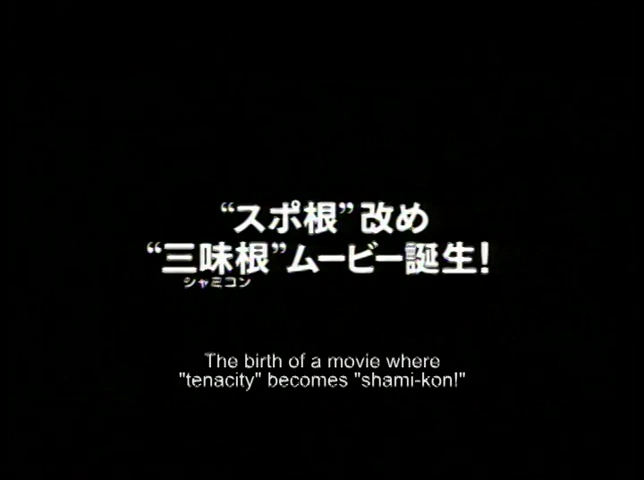 “スポ根”改め
“三味根”ムービー誕生!
シャミコン
The birth of a movie where
"tenacity" becomes "shami-kon!"